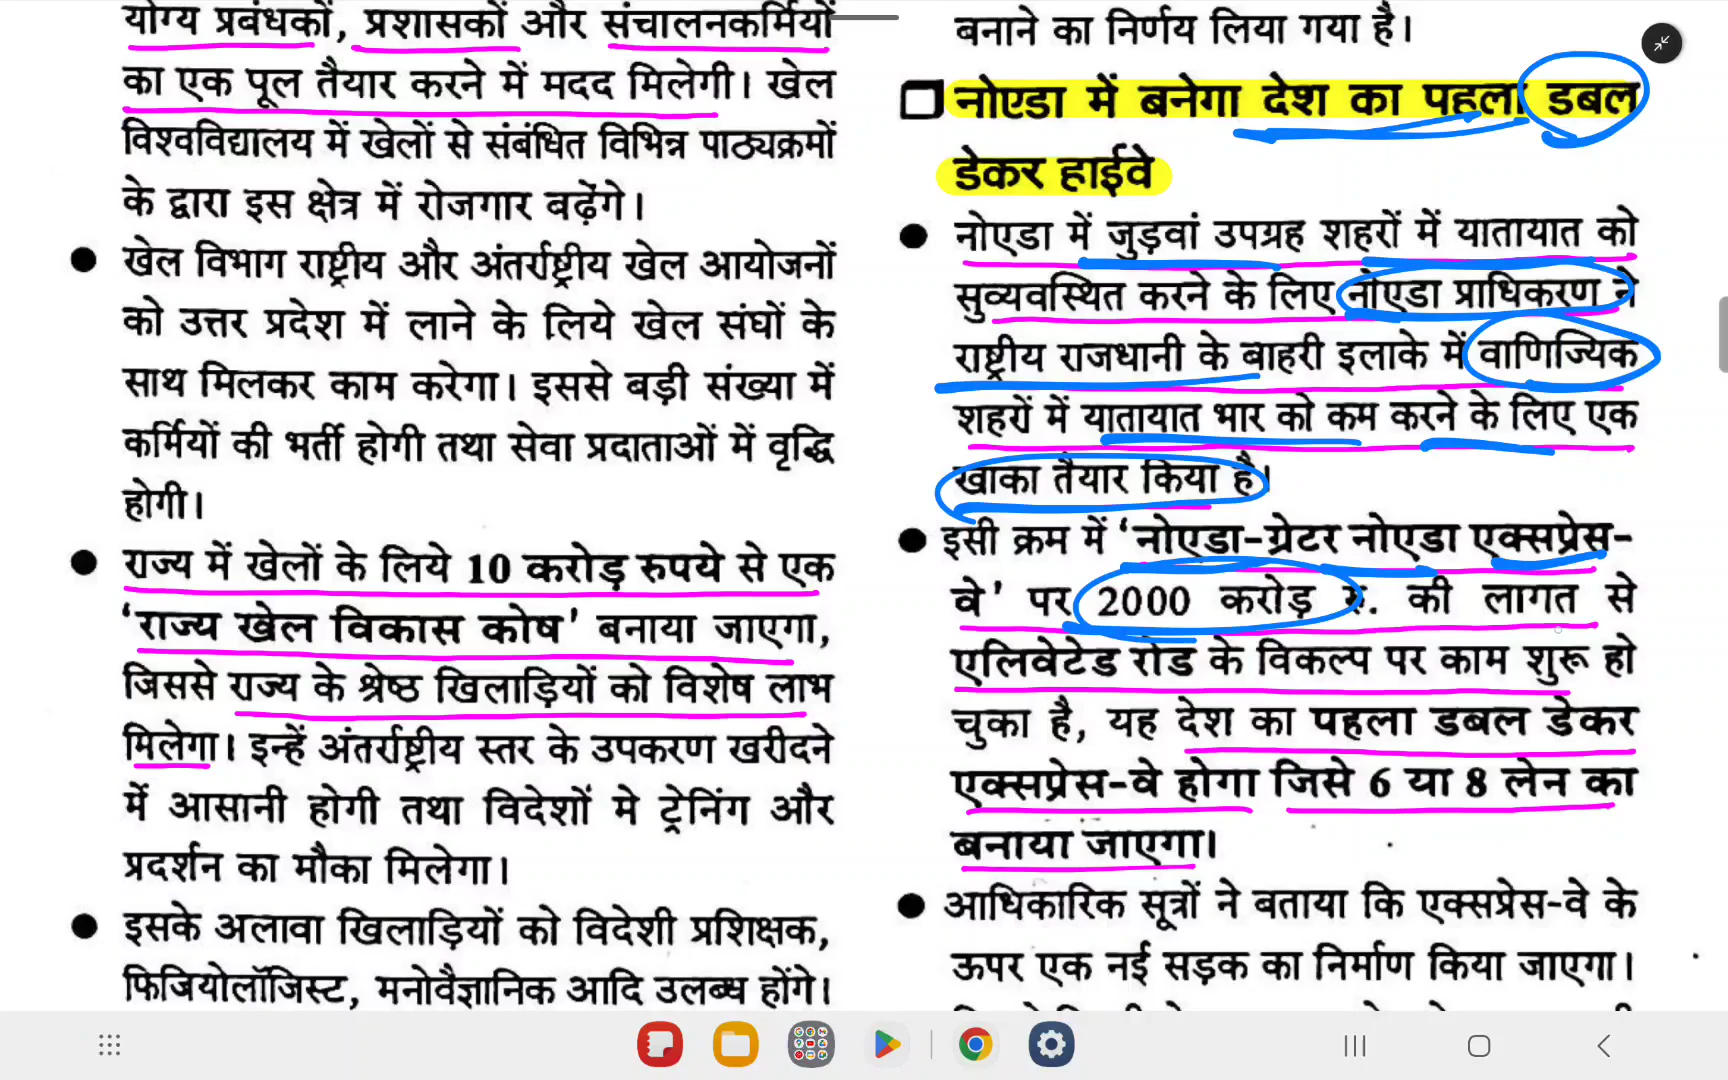 योग्य प्रबंधकों, प्रशासकों और संचालनकर्मियों
का एक पूल तैयार करने में मदद मिलेगी। खेल
विश्वविद्यालय में खेलों से संबंधित विभिन्न पाठ्यक्रमों
के द्वारा इस क्षेत्र में रोजगार बढ़ेंगे।
● खेल विभाग राष्ट्रीय और अंतर्राष्ट्रीय खेल आयोजनों
को उत्तर प्रदेश में लाने के लिये खेल संघों के
साथ मिलकर काम करेगा। इससे बड़ी संख्या में
कर्मियों की भर्ती होगी तथा सेवा प्रदाताओं में वृद्धि
होगी।
● राज्य में खेलों के लिये 10 करोड़ रुपये से एक
‘राज्य खेल विकास कोष’ बनाया जाएगा,
जिससे राज्य के श्रेष्ठ खिलाड़ियों को विशेष लाभ
मिलेगा। इन्हें अंतर्राष्ट्रीय स्तर के उपकरण खरीदने
में आसानी होगी तथा विदेशों मे ट्रेनिंग और
प्रदर्शन का मौका मिलेगा।
● इसके अलावा खिलाड़ियों को विदेशी प्रशिक्षक,
फिजियोलॉजिस्ट, मनोवैज्ञानिक आदि उलब्ध होंगे।
बनाने का निर्णय लिया गया है।
❑ नोएडा में बनेगा देश का पहला डबल
डेकर हाईवे
● नोएडा में जुड़वां उपग्रह शहरों में यातायात को
सुव्यवस्थित करने के लिए नोएडा प्राधिकरण ने
राष्ट्रीय राजधानी के बाहरी इलाके में वाणिज्यिक
शहरों में यातायात भार को कम करने के लिए एक
खाका तैयार किया है।
● इसी क्रम में ‘नोएडा-ग्रेटर नोएडा एक्सप्रेस-
वे’ पर 2000 करोड़ रु. की लागत से
एलिवेटेड रोड के विकल्प पर काम शुरू हो
चुका है, यह देश का पहला डबल डेकर
एक्सप्रेस-वे होगा जिसे 6 या 8 लेन का
बनाया जाएगा।
● आधिकारिक सूत्रों ने बताया कि एक्सप्रेस-वे के
ऊपर एक नई सड़क का निर्माण किया जाएगा।